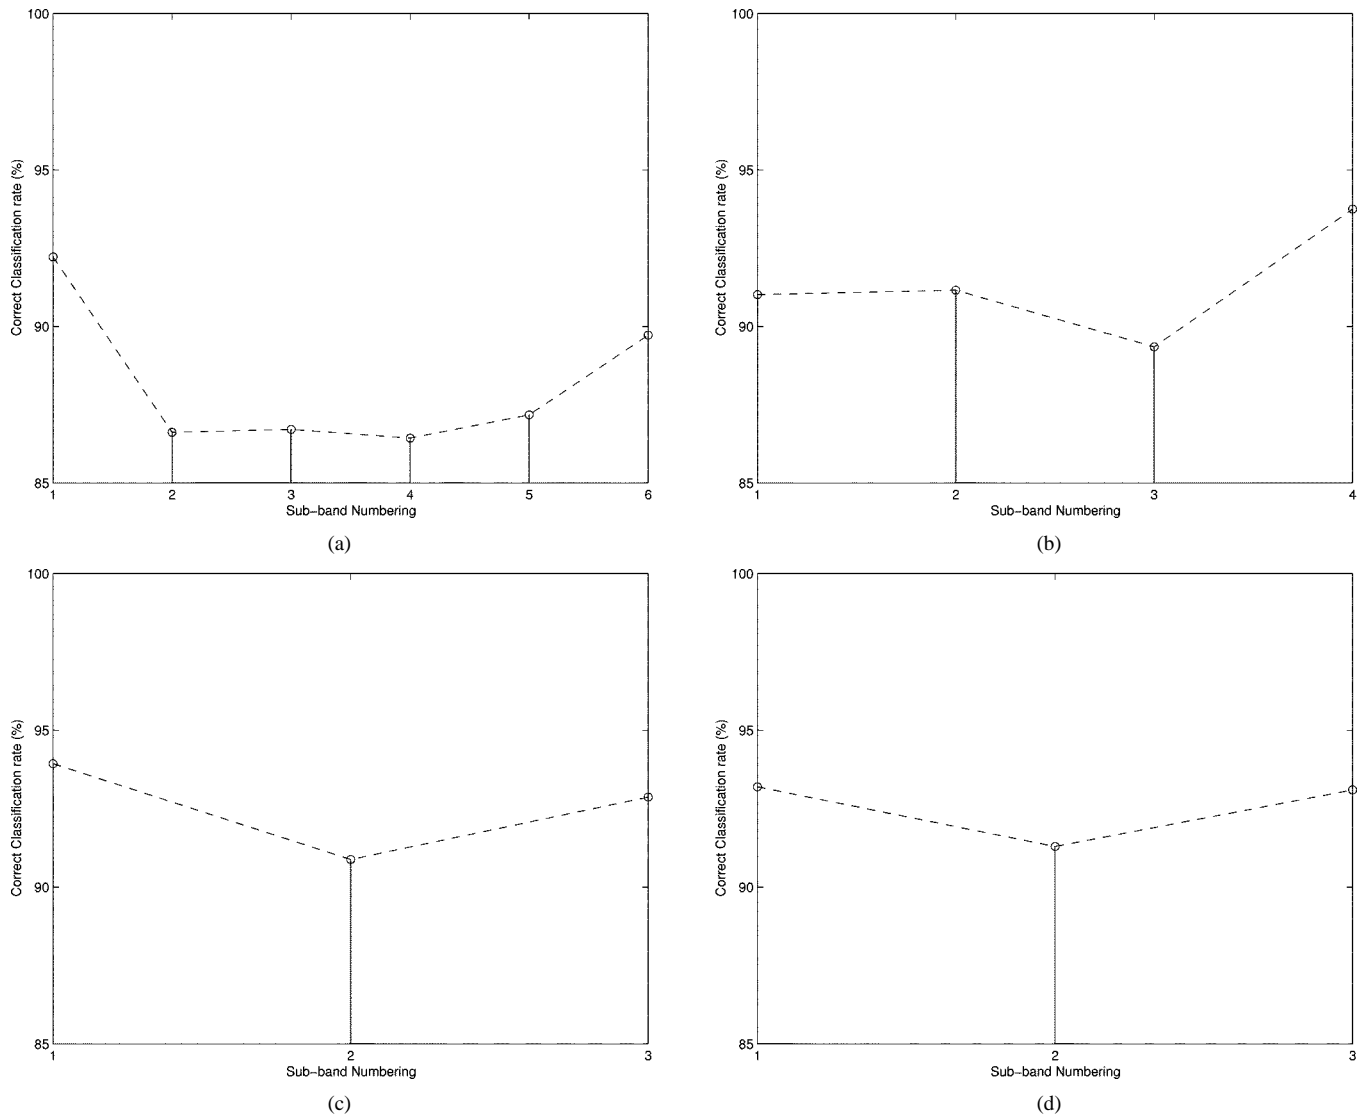 100
95
90
85
Correct Classification rate (%)
1 2 3 4 5 6
Sub-band Numbering
(a)
100
95
90
85
Correct Classification rate (%)
1 2 3 4
Sub-band Numbering
(b)
100
95
90
85
Correct Classification rate (%)
1 2 3
Sub-band Numbering
(c)
100
95
90
85
Correct Classification rate (%)
1 2 3
Sub-band Numbering
(d)